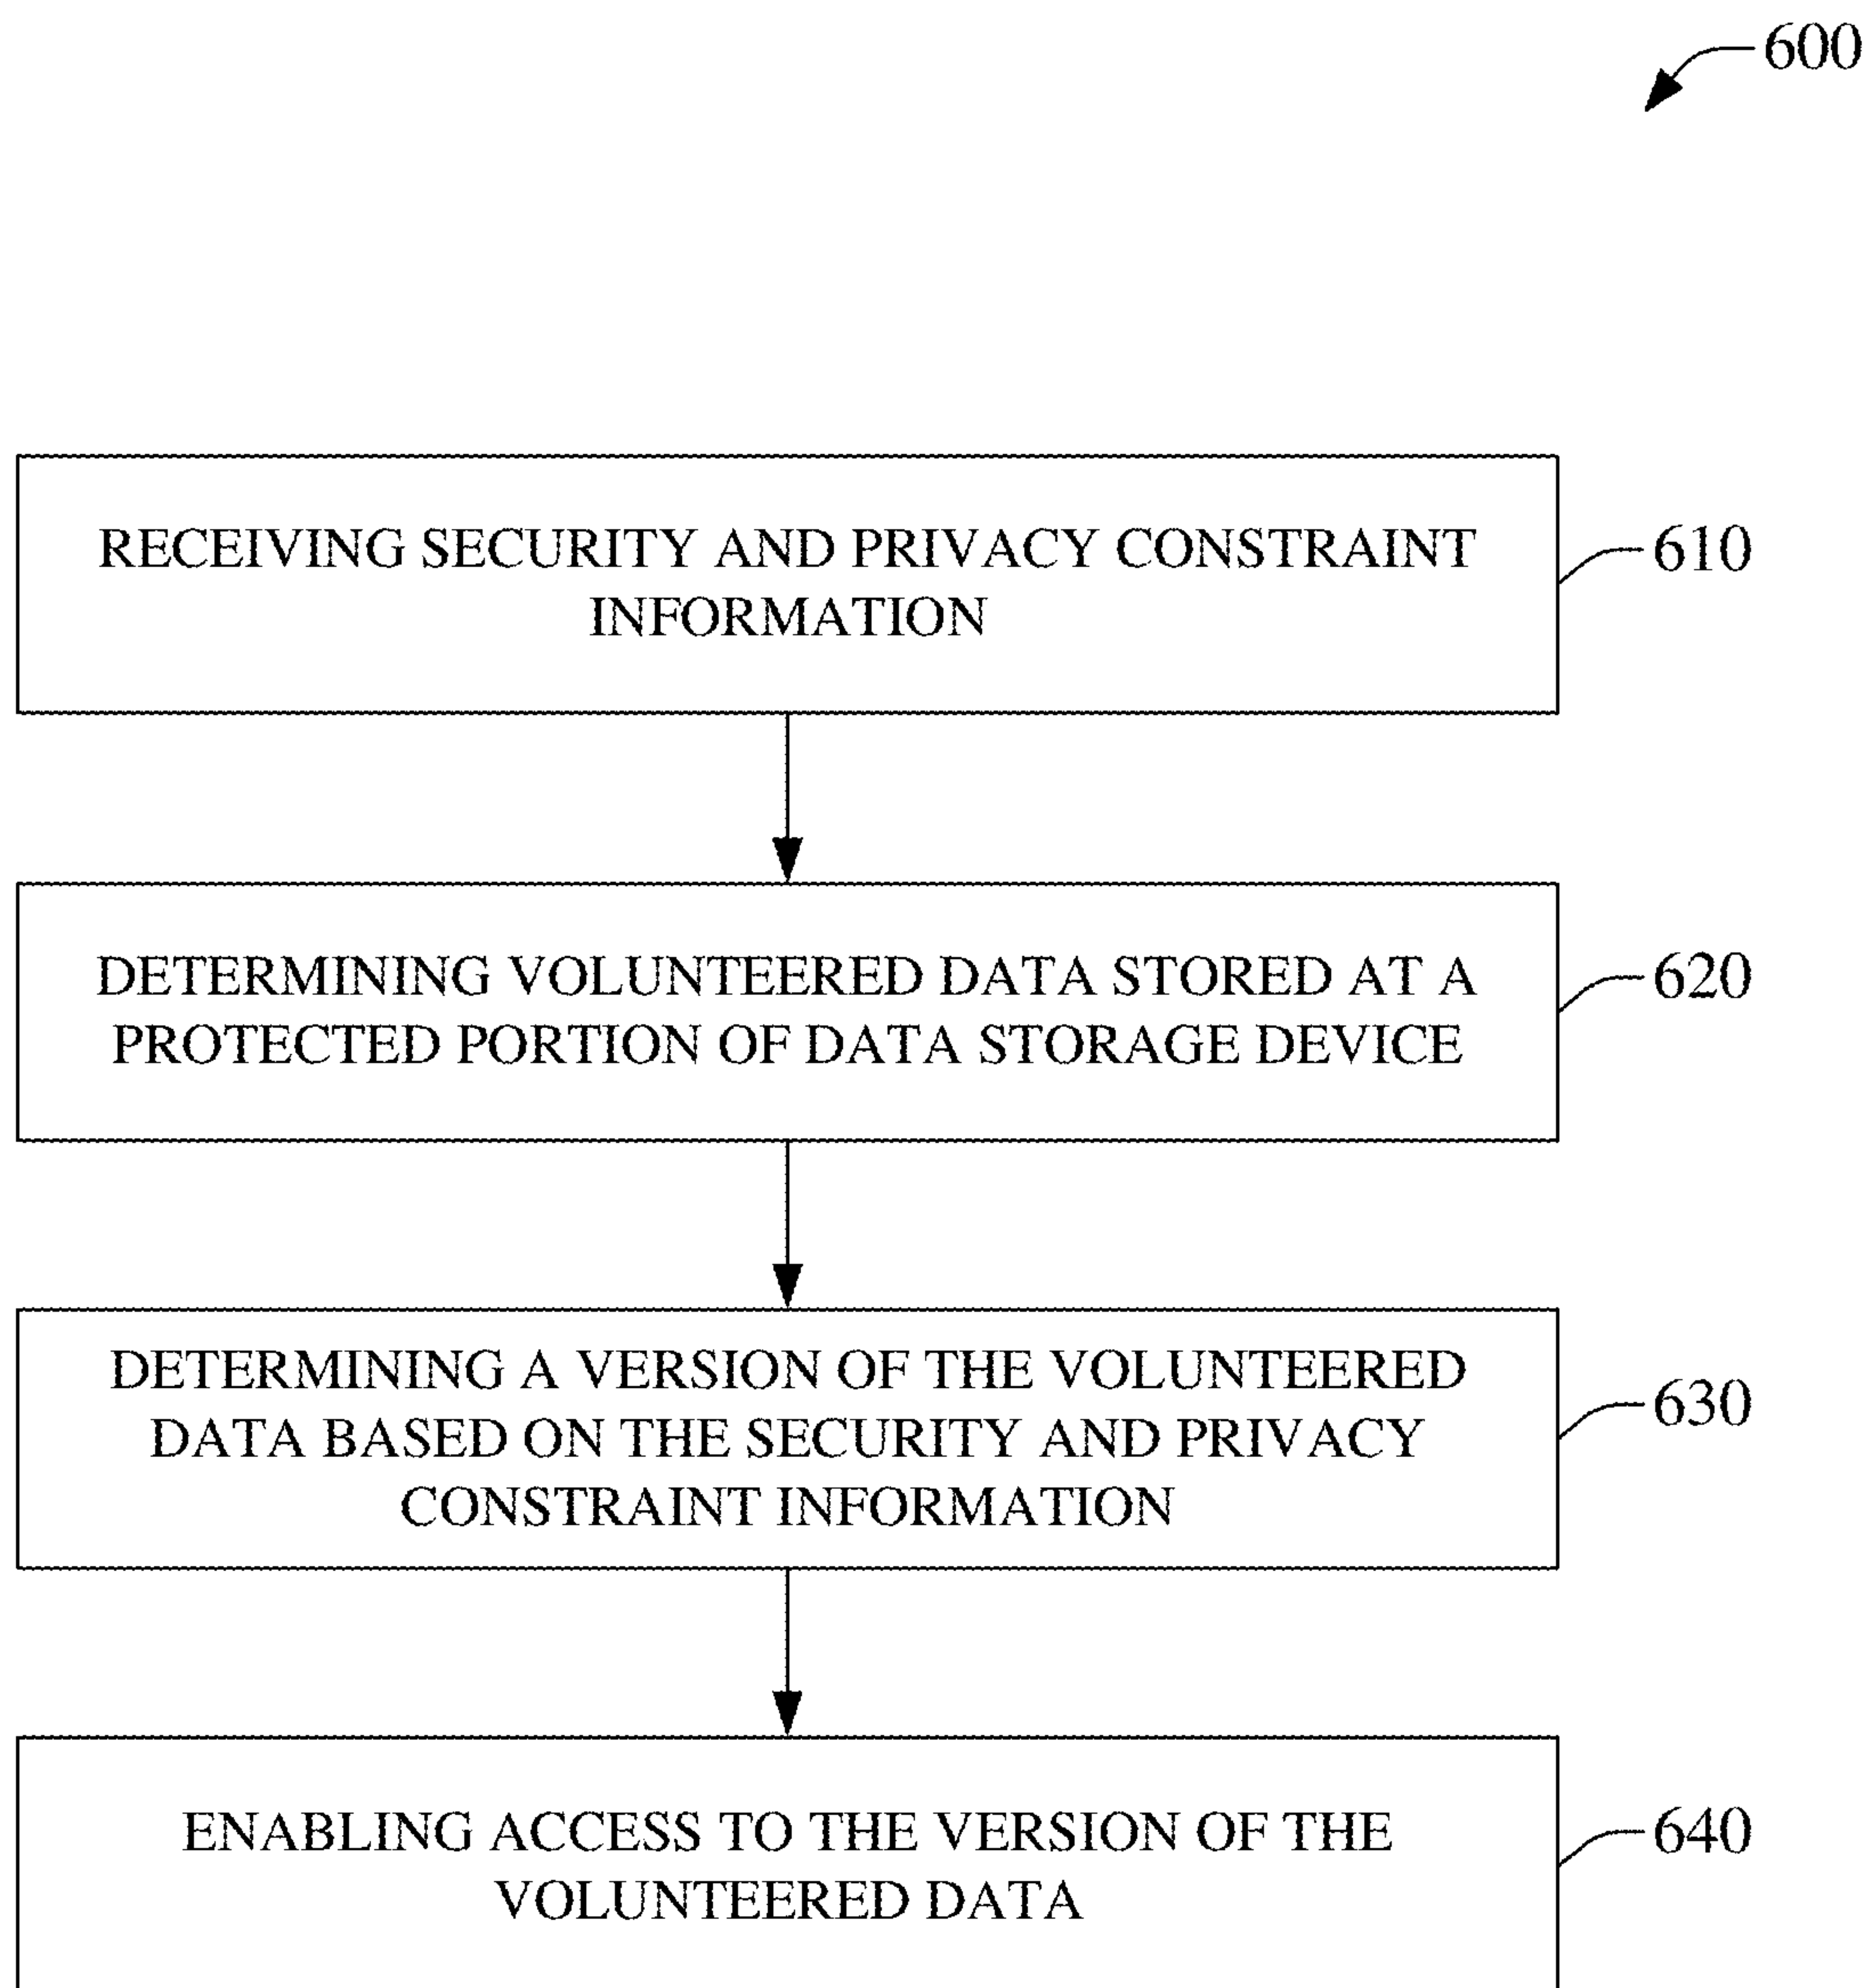 600
RECEIVING SECURITY AND PRIVACY CONSTRAINT
INFORMATION
610
DETERMINING VOLUNTEERED DATA STORED AT A
PROTECTED PORTION OF DATA STORAGE DEVICE
620
DETERMINING A VERSION OF THE VOLUNTEERED
DATA BASED ON THE SECURITY AND PRIVACY
CONSTRAINT INFORMATION
630
ENABLING ACCESS TO THE VERSION OF THE
VOLUNTEERED DATA
640